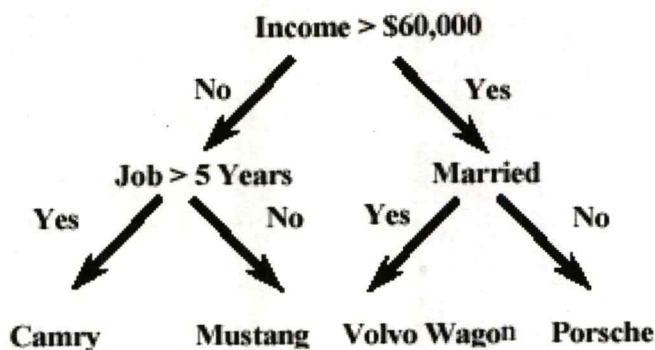 Income > $60,000
No Yes
Job > 5 Years Married
Yes No Yes No
Camry Mustang Volvo Wagon Porsche